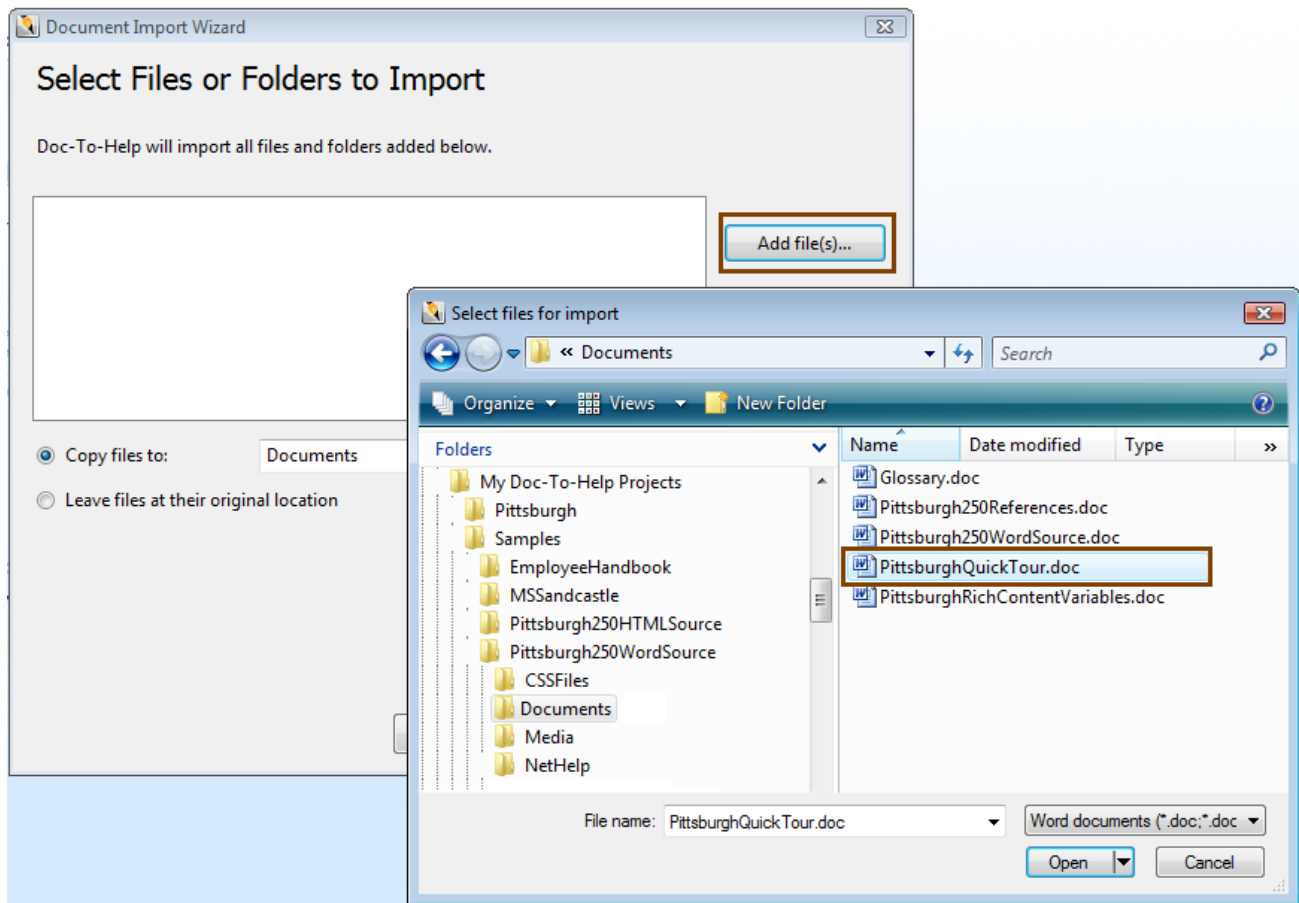 Document Import Wizard
Select Files or Folders to Import
Doc-To-Help will import all files and folders added below.
Add file(s)...
Copy files to:
Documents
Leave files at their original location
Select files for import
« Documents
Search
Organize
Views
New Folder
Folders
My Doc-To-Help Projects
Pittsburgh
Samples
EmployeeHandbook
MSSandcastle
Pittsburgh250HTMLSource
Pittsburgh250WordSource
CSSFiles
Documents
Media
NetHelp
Name Date modified Type »
Glossary.doc
Pittsburgh250References.doc
Pittsburgh250WordSource.doc
PittsburghQuickTour.doc
PittsburghRichContentVariables.doc
File name: PittsburghQuickTour.doc
Word documents (*.doc;*.doc
Open
Cancel